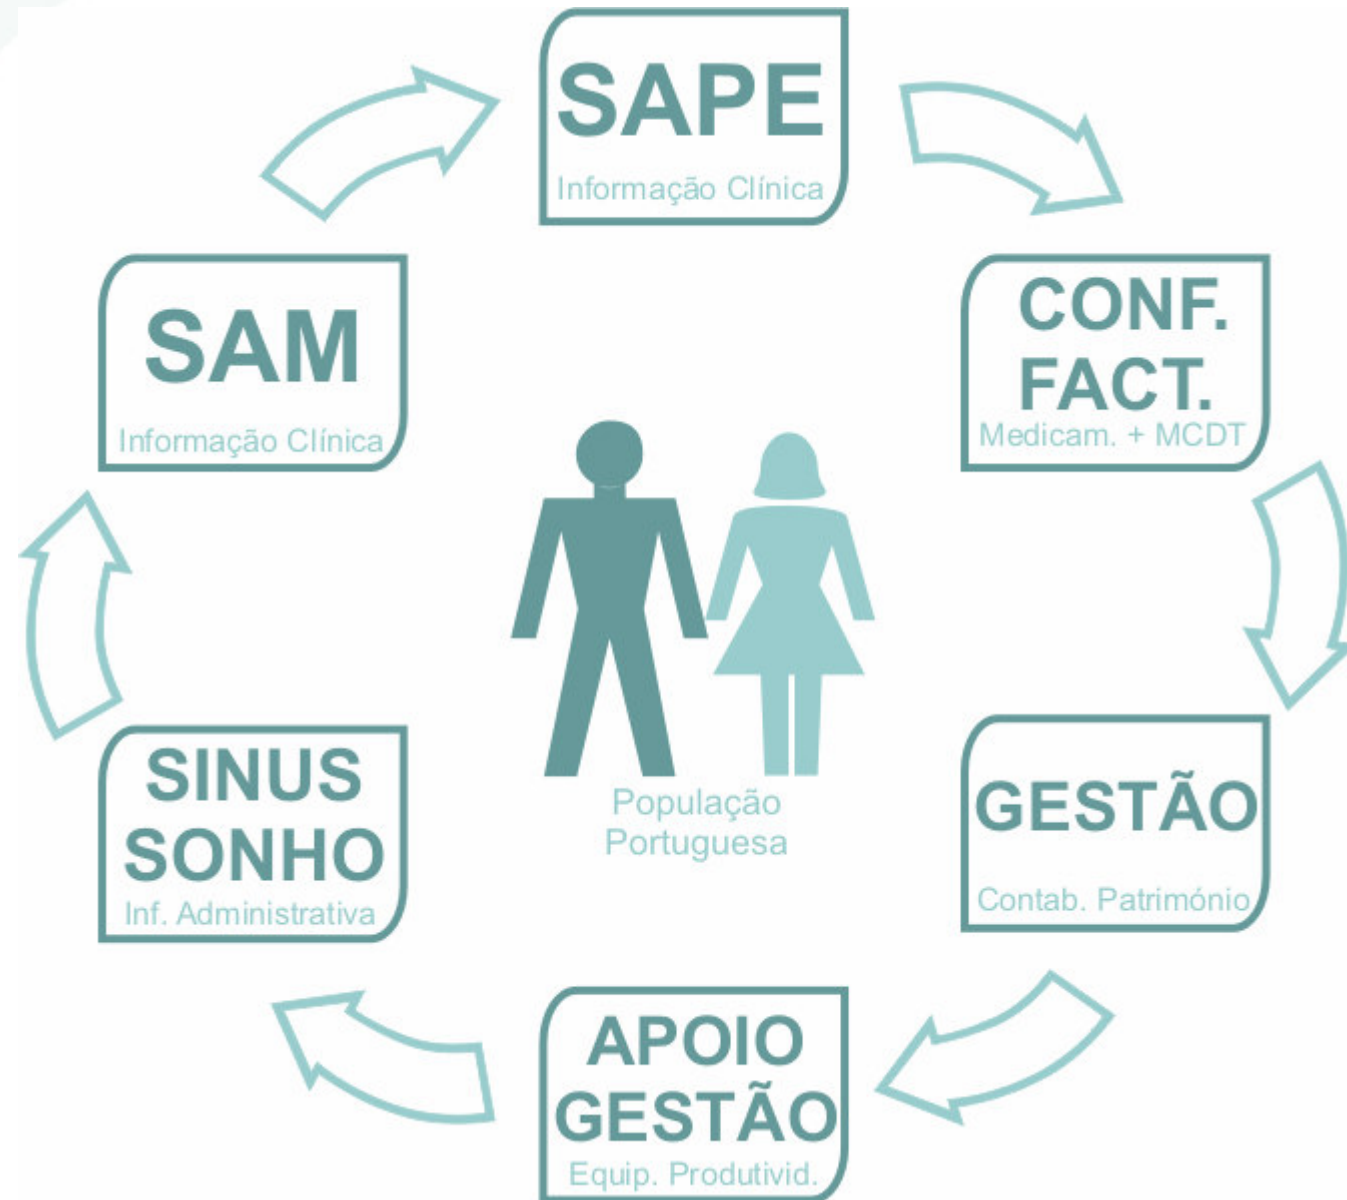 SAPE
Informação Clínica
SAM
Informação Clínica
CONF.
FACT.
Medicam. + MCDT
População
Portuguesa
SINUS
SONHO
Inf. Administrativa
GESTÃO
Contab. Património
APOIO
GESTÃO
Equip. Produtivid.